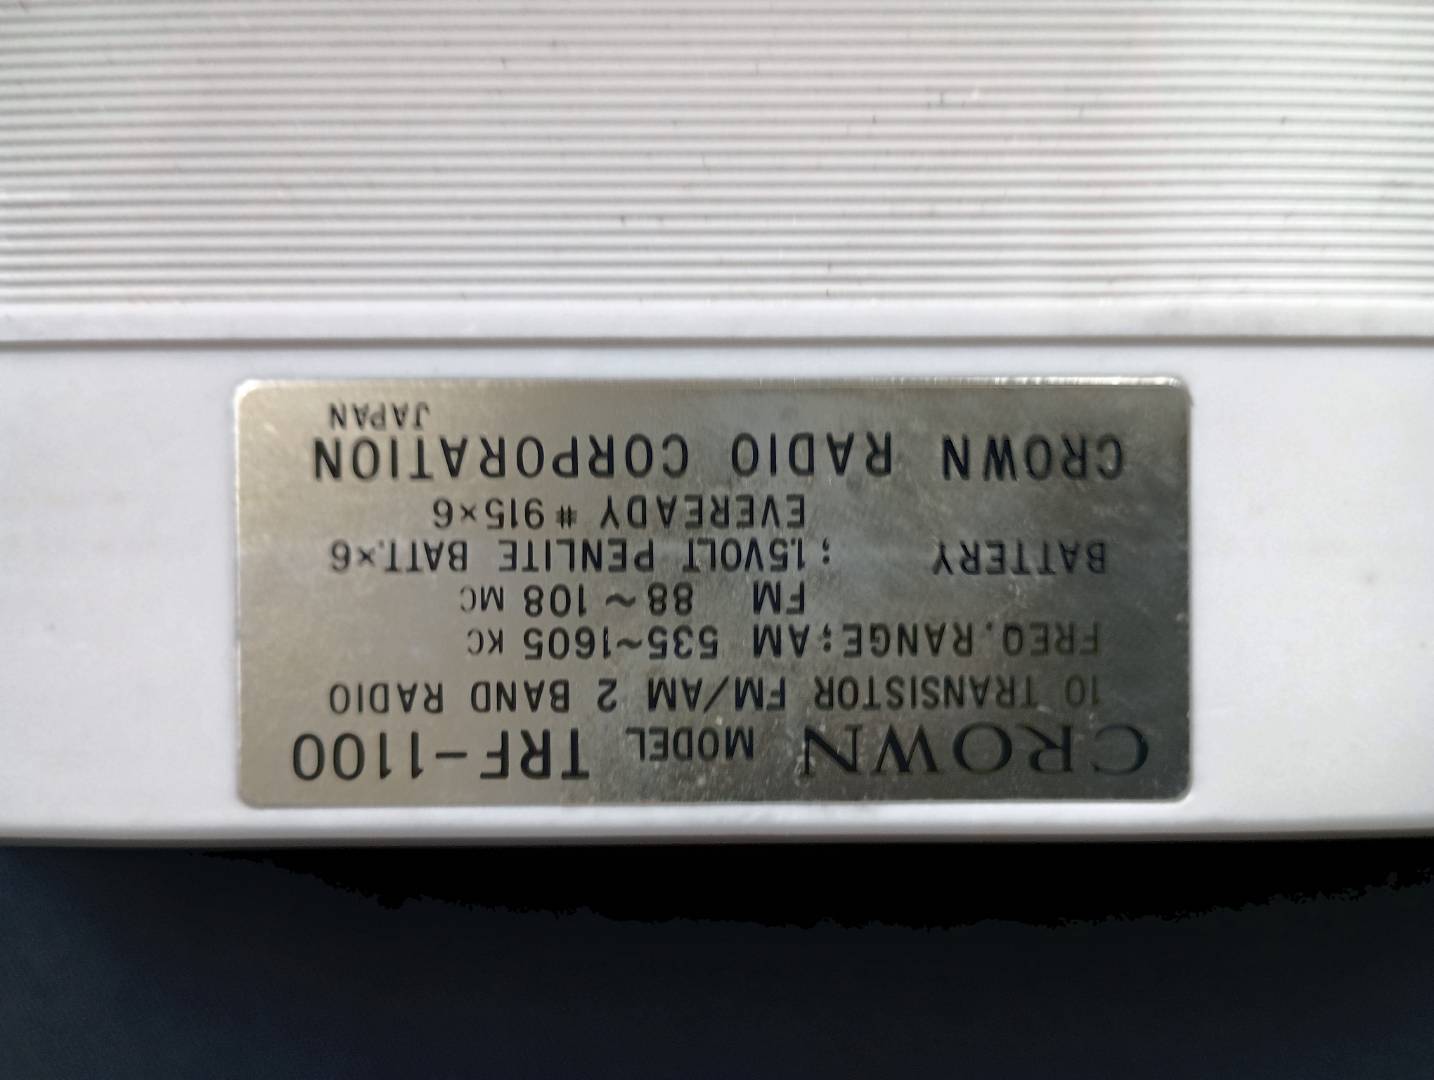 CROWN MODEL TRF-1100
10 TRANSISTOR FM/AM 2 BAND RADIO
FREQ. RANGE; AM 535~1605 KC
FM 88~108 MC
BATTERY ; 1.5VOLT PENLITE BATT.×6
EVEREADY #915×6
CROWN RADIO CORPORATION
JAPAN